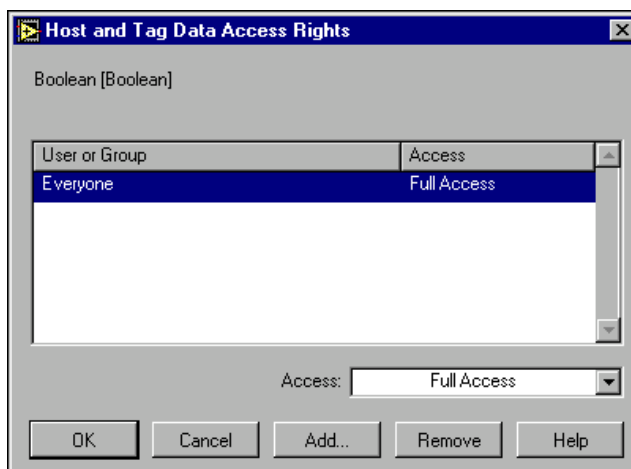 Host and Tag Data Access Rights
Boolean [Boolean]
User or Group Access
Everyone Full Access
Access: Full Access
OK Cancel Add... Remove Help